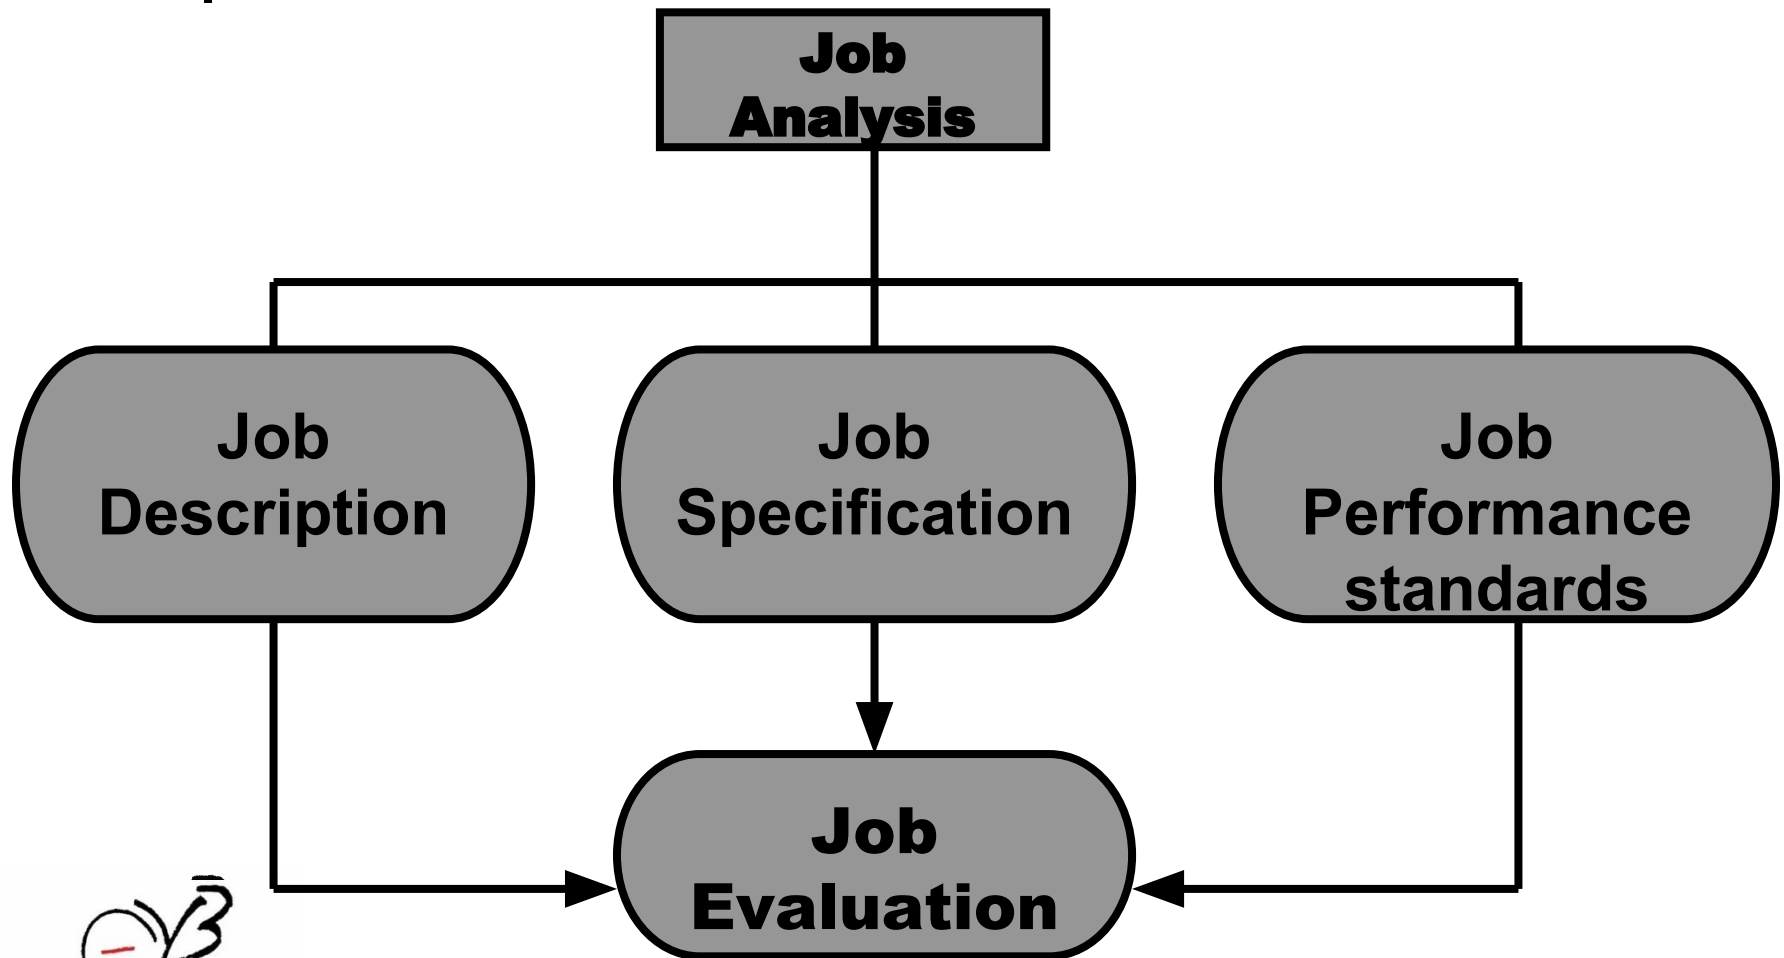 Job
Analysis
Job
Description
Job
Specification
Job
Performance
standards
Job
Evaluation